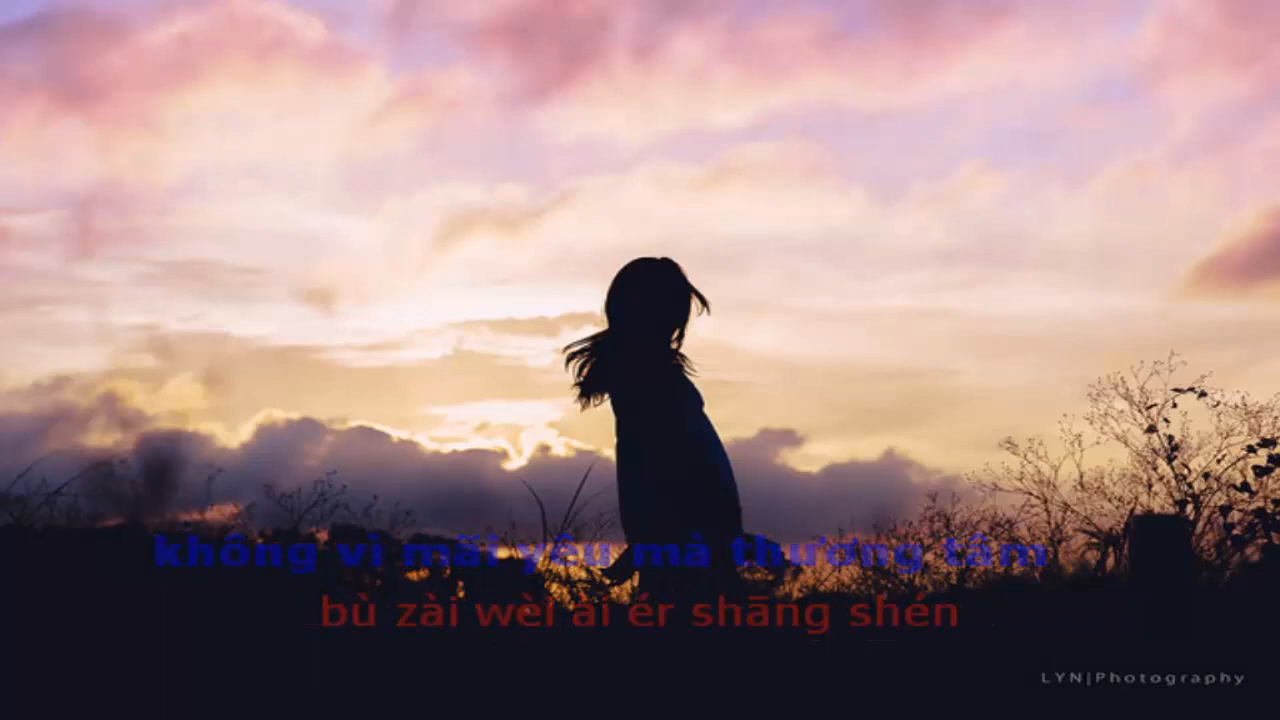 không vì mãi yêu mà thương tâm
bù zài wèi ài ér shāng shén
LYN|Photography